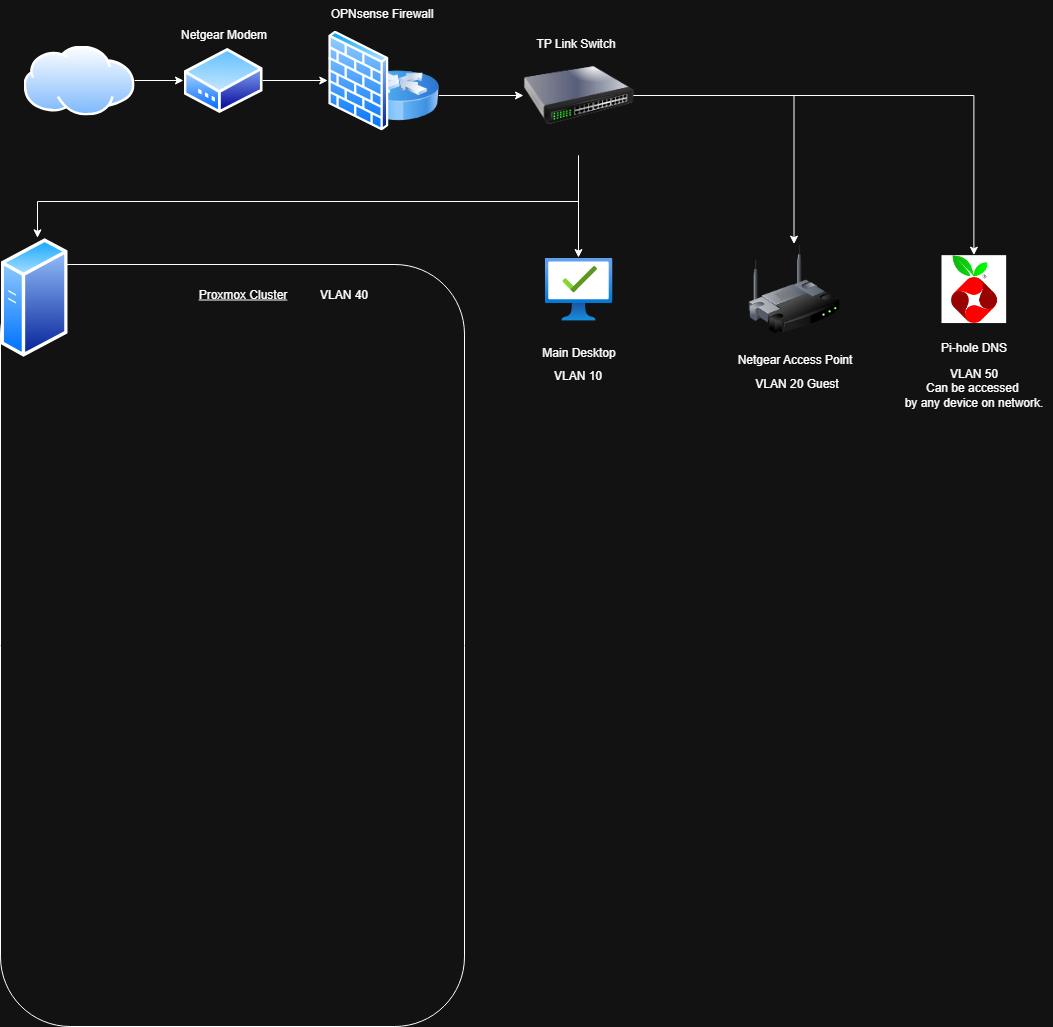 OPNsense Firewall
Netgear Modem
TP Link Switch
Proxmox Cluster VLAN 40
Main Desktop
VLAN 10
Netgear Access Point
VLAN 20 Guest
Pi-hole DNS
VLAN 50
Can be accessed
by any device on network.